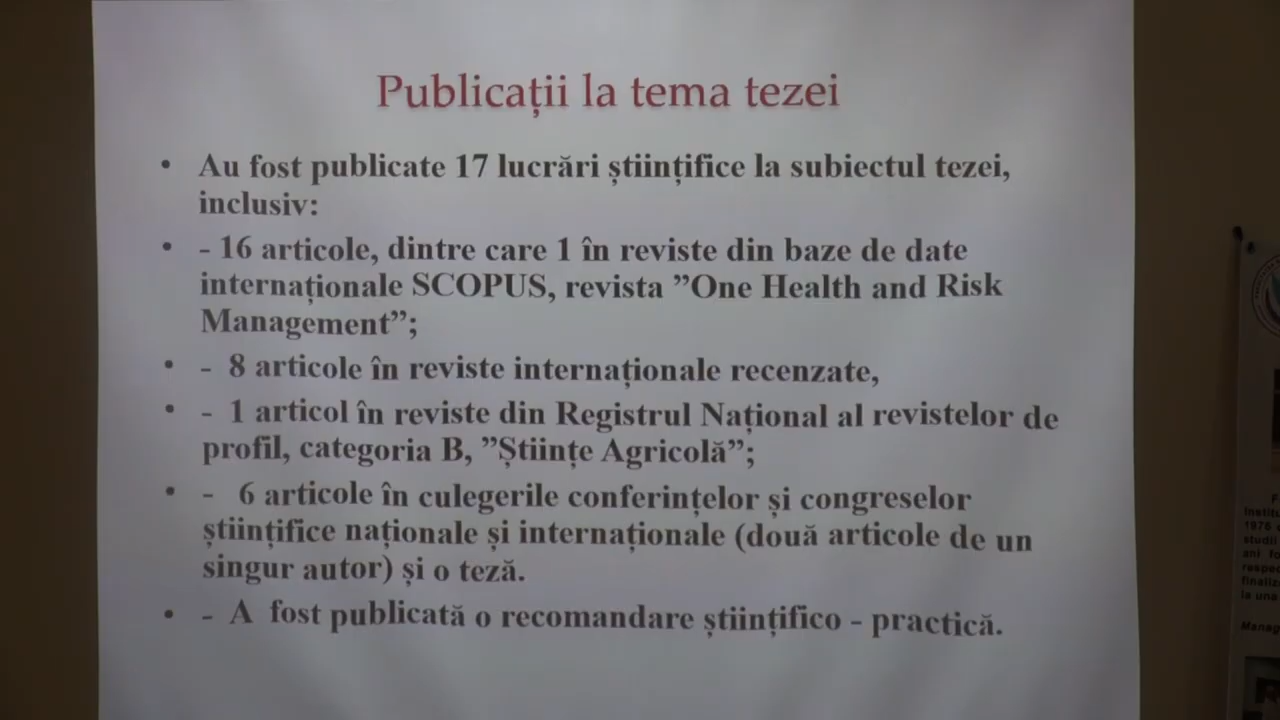 Publicații la tema tezei
• Au fost publicate 17 lucrări științifice la subiectul tezei,
inclusiv:
• - 16 articole, dintre care 1 în reviste din baze de date
internaționale SCOPUS, revista ”One Health and Risk
Management”;
• - 8 articole în reviste internaționale recenzate,
• - 1 articol în reviste din Registrul Național al revistelor de
profil, categoria B, ”Științe Agricolă”;
• - 6 articole în culegerile conferințelor și congreselor
științifice naționale și internaționale (două articole de un
singur autor) și o teză.
• - A fost publicată o recomandare științifico - practică.
1976
studii
la una